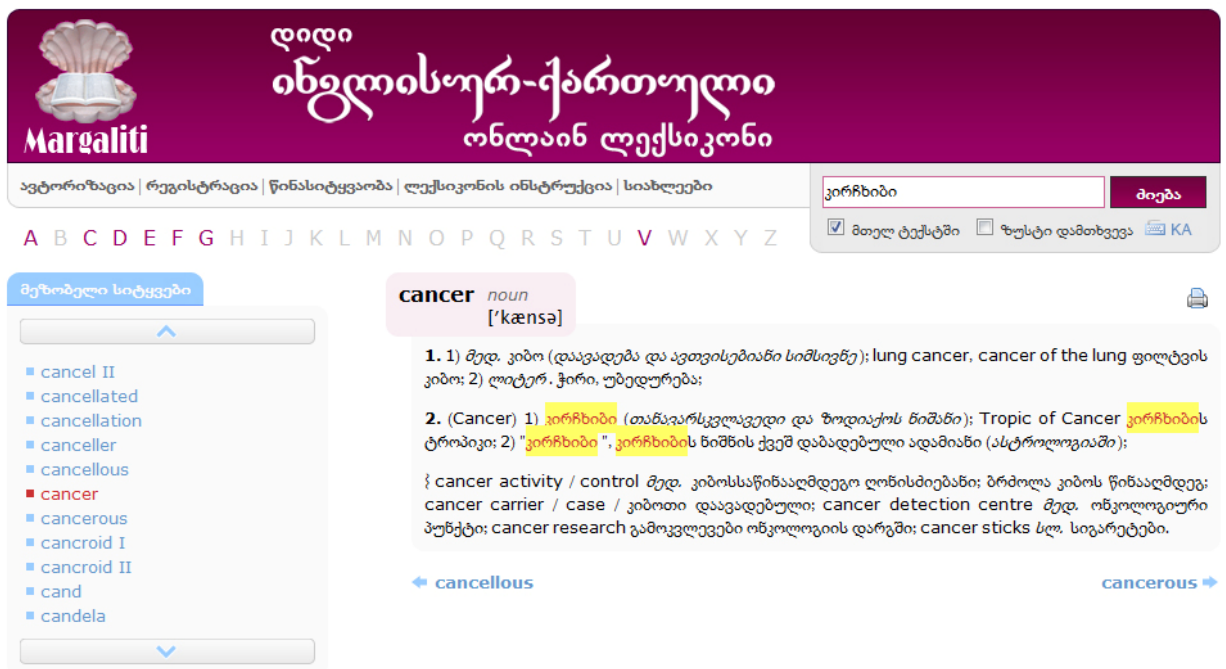 დიდი
ინგლისურ-ქართული
ონლაინ ლექსიკონი
Margaliti
ავტორიზაცია | რეგისტრაცია | წინასიტყვაობა | ლექსიკონის ინსტრუქცია | სიახლეები
კირჩხიბი
ძიება
მთელ ტექსტში ზუსტი დამთხვევა KA
A B C D E F G H I J K L M N O P Q R S T U V W X Y Z
მეზობელი სიტყვები
cancel II
cancellated
cancellation
canceller
cancellous
cancer
cancerous
cancroid I
cancroid II
cand
candela
cancer noun
[ʹkænsə]
1. 1) მედ. კიბო (დაავადება და ავთვისებიანი სიმსივნე); lung cancer, cancer of the lung ფილტვის
კიბო; 2) ლიტერ. ჭირი, უბედურება;
2. (Cancer) 1) კირჩხიბი (თანავარსკვლავედი და ზოდიაქოს ნიშანი); Tropic of Cancer კირჩხიბის
ტროპიკი; 2) "კირჩხიბი ", კირჩხიბის ნიშნის ქვეშ დაბადებული ადამიანი (ასტროლოგიაში);
⌇ cancer activity / control მედ. კიბოსსაწინააღმდეგო ღონისძიებანი; ბრძოლა კიბოს წინააღმდეგ;
cancer carrier / case / კიბოთი დაავადებული; cancer detection centre მედ. ონკოლოგიური
პუნქტი; cancer research გამოკვლევები ონკოლოგიის დარგში; cancer sticks სლ. სიგარეტები.
cancellous
cancerous